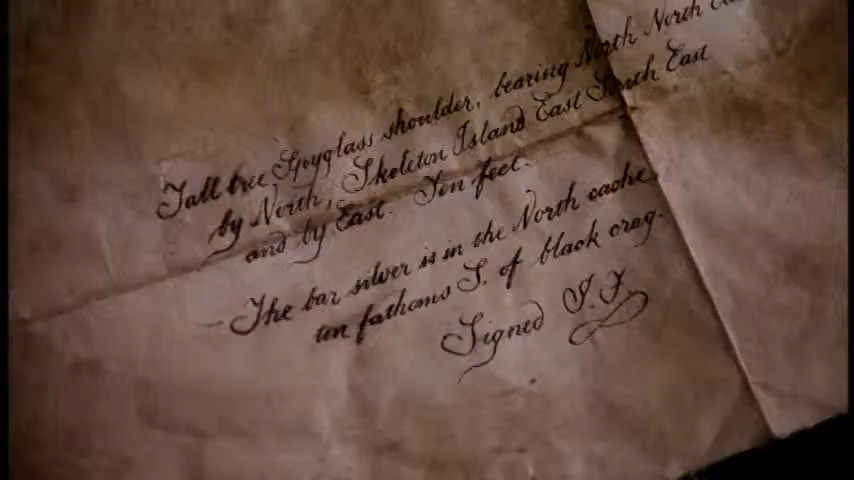 Tall tree Spyglass shoulder, bearing North North
by North, Skeleton Island East South East
and by East. Ten feet.
The bar silver is in the North cache,
ten fathoms S. of black crag.
Signed J. F.